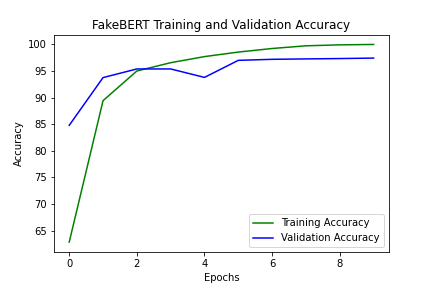 FakeBERT Training and Validation Accuracy
100
95
90
85
80
75
70
65
Accuracy
Training Accuracy
Validation Accuracy
0 2 4 6 8
Epochs